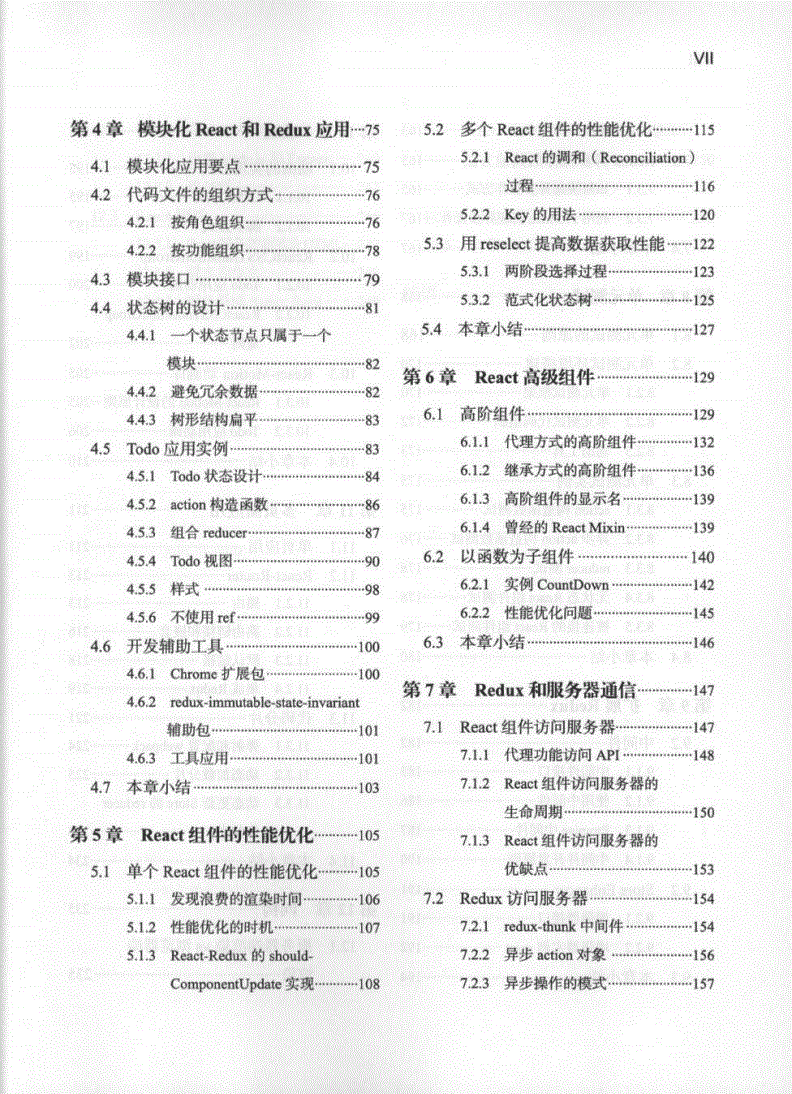 VII
第4章 模块化 React 和 Redux 应用…75
4.1 模块化应用要点…75
4.2 代码文件的组织方式…76
4.2.1 按角色组织…76
4.2.2 按功能组织…78
4.3 模块接口…79
4.4 状态树的设计…81
4.4.1 一个状态节点只属于一个
模块…82
4.4.2 避免冗余数据…82
4.4.3 树形结构扁平…83
4.5 Todo 应用实例…83
4.5.1 Todo 状态设计…84
4.5.2 action 构造函数…86
4.5.3 组合 reducer…87
4.5.4 Todo 视图…90
4.5.5 样式…98
4.5.6 不使用 ref…99
4.6 开发辅助工具…100
4.6.1 Chrome 扩展包…100
4.6.2 redux-immutable-state-invariant
辅助包…101
4.6.3 工具应用…101
4.7 本章小结…103
第5章 React 组件的性能优化…105
5.1 单个 React 组件的性能优化…105
5.1.1 发现浪费的渲染时间…106
5.1.2 性能优化的时机…107
5.1.3 React-Redux 的 should-
ComponentUpdate 实现…108
5.2 多个 React 组件的性能优化…115
5.2.1 React 的调和（Reconciliation）
过程…116
5.2.2 Key 的用法…120
5.3 用 reselect 提高数据获取性能…122
5.3.1 两阶段选择过程…123
5.3.2 范式化状态树…125
5.4 本章小结…127
第6章 React 高级组件…129
6.1 高阶组件…129
6.1.1 代理方式的高阶组件…132
6.1.2 继承方式的高阶组件…136
6.1.3 高阶组件的显示名…139
6.1.4 曾经的 React Mixin…139
6.2 以函数为子组件…140
6.2.1 实例 CountDown…142
6.2.2 性能优化问题…145
6.3 本章小结…146
第7章 Redux 和服务器通信…147
7.1 React 组件访问服务器…147
7.1.1 代理功能访问 API…148
7.1.2 React 组件访问服务器的
生命周期…150
7.1.3 React 组件访问服务器的
优缺点…153
7.2 Redux 访问服务器…154
7.2.1 redux-thunk 中间件…154
7.2.2 异步 action 对象…156
7.2.3 异步操作的模式…157